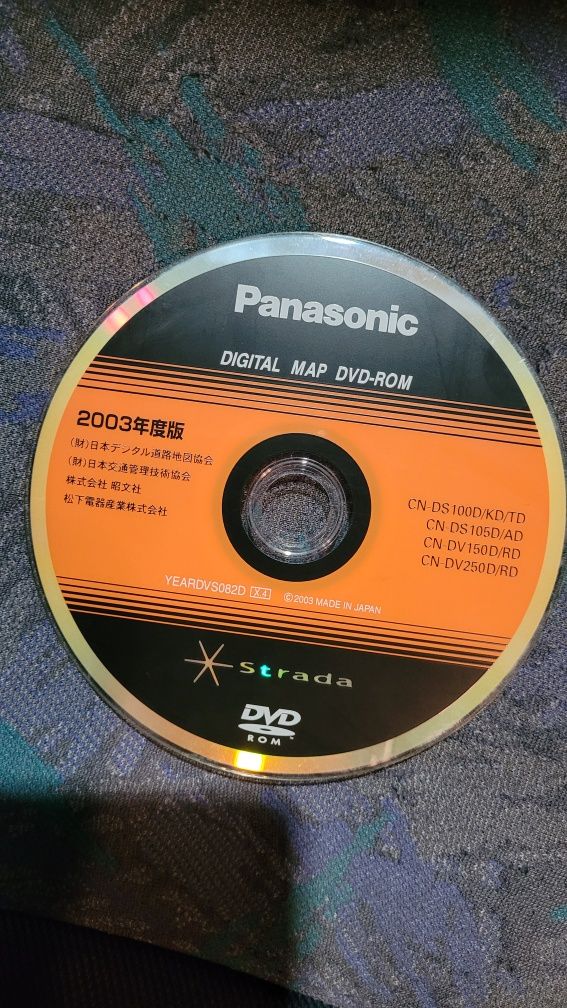 Panasonic
DIGITAL MAP DVD-ROM
2003年度版
(財)日本デジタル道路地図協会
(財)日本交通管理技術協会
株式会社 昭文社
松下電器産業株式会社
CN-DS100D/KD/TD
CN-DS105D/AD
CN-DV150D/RD
CN-DV250D/RD
YEARDVS082D X4 ©2003 MADE IN JAPAN
Strada
DVD
ROM™